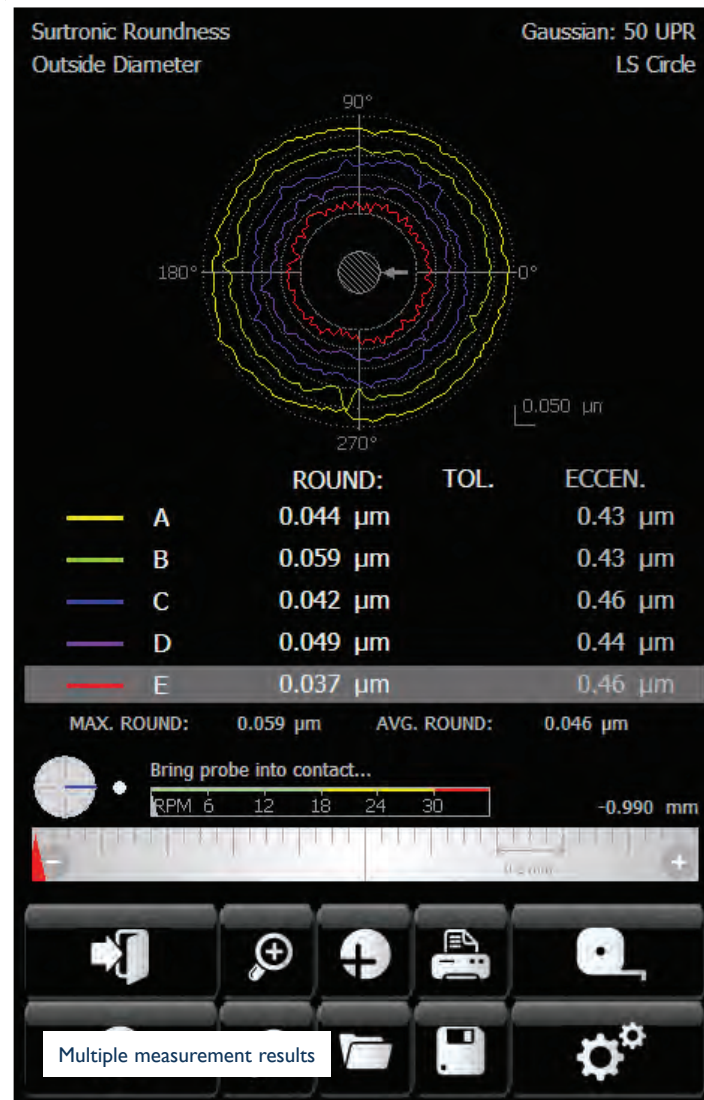 Surtronic Roundness Gaussian: 50 UPR
Outside Diameter LS Circle
90°
180° 0°
0.050 µm
270°
ROUND: TOL. ECCEN.
A 0.044 µm 0.43 µm
B 0.059 µm 0.43 µm
C 0.042 µm 0.46 µm
D 0.049 µm 0.44 µm
E 0.037 µm 0.46 µm
MAX. ROUND: 0.059 µm AVG. ROUND: 0.046 µm
Bring probe into contact...
RPM 6 12 18 24 30 -0.990 mm
- +
Multiple measurement results